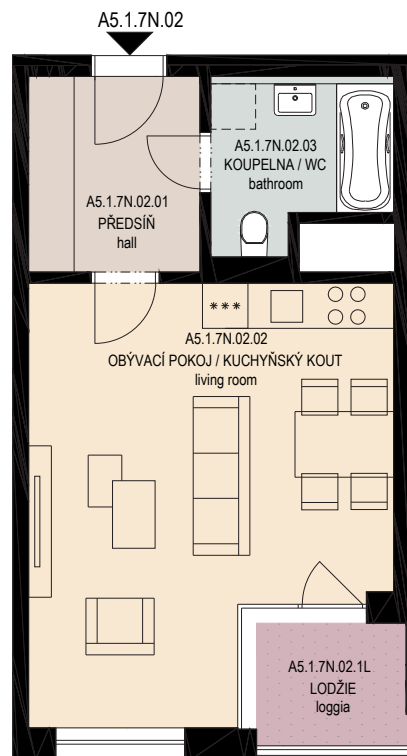 A5.1.7N.02
A5.1.7N.02.03
KOUPELNA / WC
bathroom
A5.1.7N.02.01
PŘEDSÍŇ
hall
***
A5.1.7N.02.02
OBÝVACÍ POKOJ / KUCHYŇSKÝ KOUT
living room
A5.1.7N.02.1L
LODŽIE
loggia